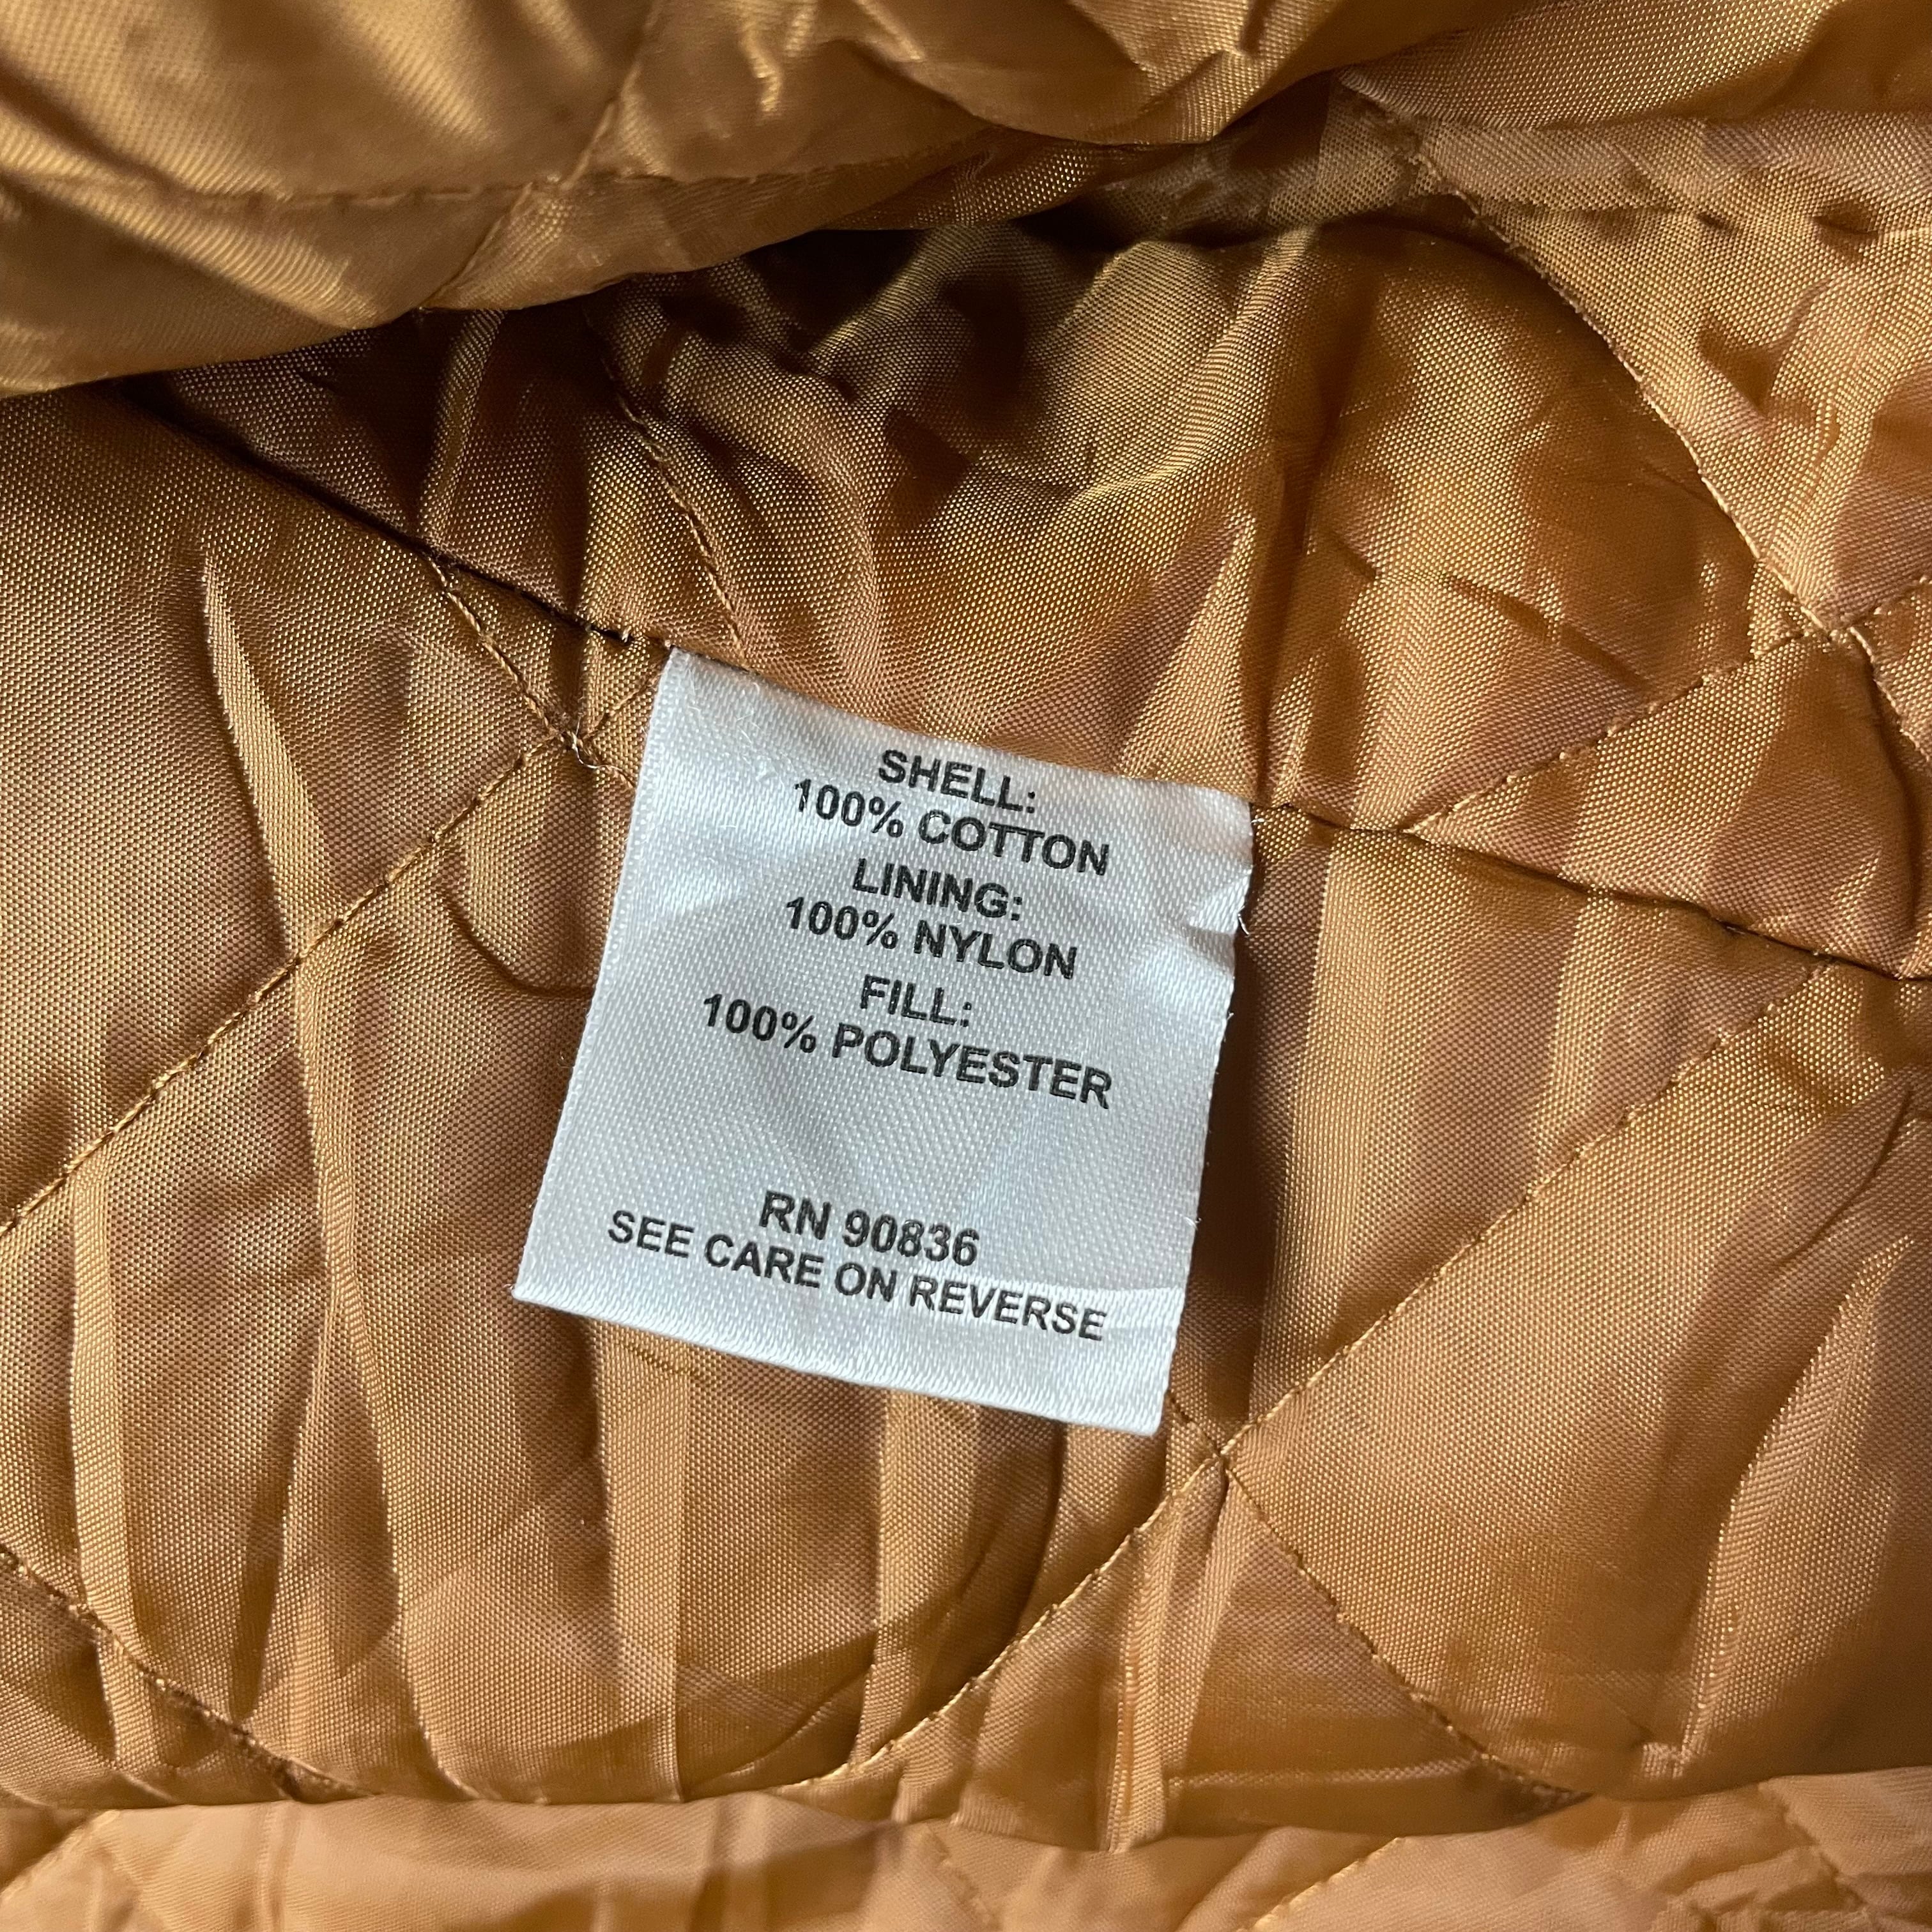 SHELL:
100% COTTON
LINING:
100% NYLON
FILL:
100% POLYESTER
RN 90836
SEE CARE ON REVERSE